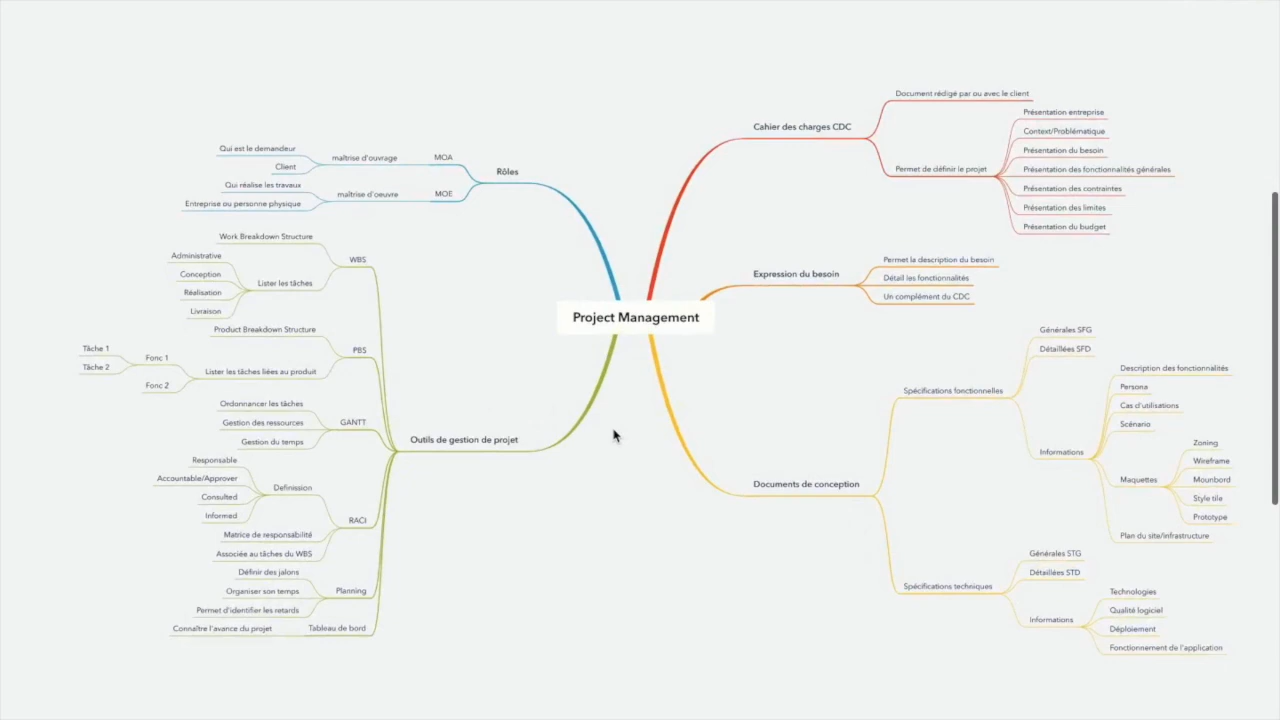 Project Management
Rôles
MOA
maîtrise d'ouvrage
Qui est le demandeur
Client
MOE
maîtrise d'oeuvre
Qui réalise les travaux
Entreprise ou personne physique
Outils de gestion de projet
WBS
Work Breakdown Structure
Lister les tâches
Administrative
Conception
Réalisation
Livraison
PBS
Product Breakdown Structure
Lister les tâches liées au produit
Fonc 1
Tâche 1
Tâche 2
Fonc 2
GANTT
Ordonnancer les tâches
Gestion des ressources
Gestion du temps
RACI
Definission
Responsable
Accountable/Approver
Consulted
Informed
Matrice de responsabilité
Associée au tâches du WBS
Planning
Définir des jalons
Organiser son temps
Permet d'identifier les retards
Tableau de bord
Connaître l'avance du projet
Cahier des charges CDC
Document rédigé par ou avec le client
Permet de définir le projet
Présentation entreprise
Context/Problématique
Présentation du besoin
Présentation des fonctionnalités générales
Présentation des contraintes
Présentation des limites
Présentation du budget
Expression du besoin
Permet la description du besoin
Détail les fonctionnalités
Un complément du CDC
Documents de conception
Spécifications fonctionnelles
Générales SFG
Détaillées SFD
Informations
Description des fonctionnalités
Persona
Cas d'utilisations
Scénario
Maquettes
Zoning
Wireframe
Mounbord
Style tile
Prototype
Plan du site/infrastructure
Spécifications techniques
Générales STG
Détaillées STD
Informations
Technologies
Qualité logiciel
Déploiement
Fonctionnement de l'application